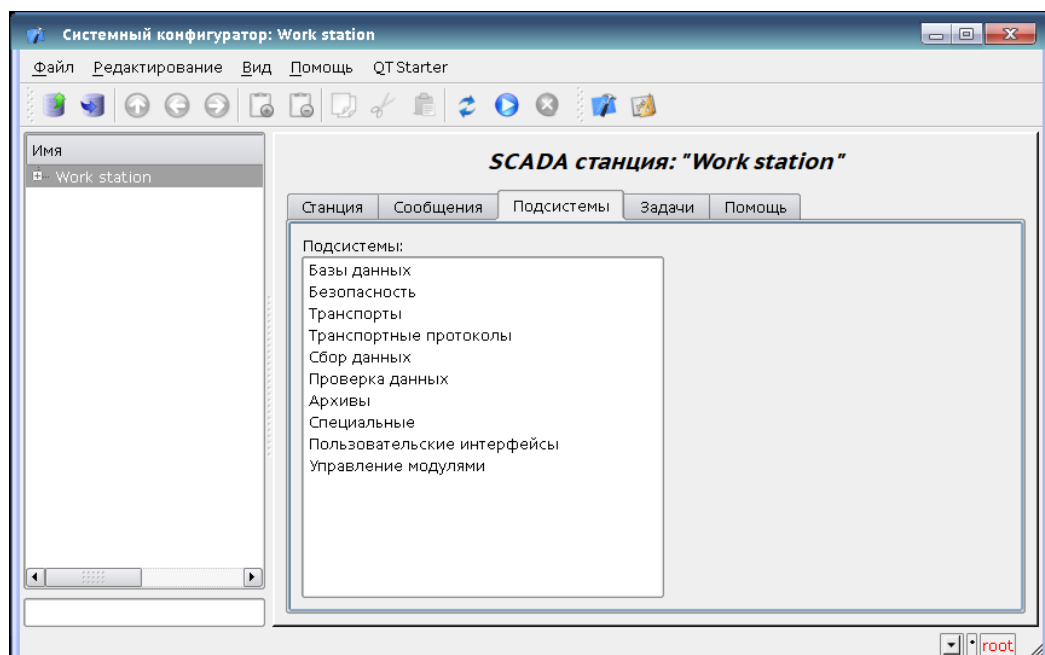 Системный конфигуратор: Work station
Файл Редактирование Вид Помощь QTStarter
Имя
Work station
SCADA станция: "Work station"
Станция Сообщения Подсистемы Задачи Помощь
Подсистемы:
Базы данных
Безопасность
Транспорты
Транспортные протоколы
Сбор данных
Проверка данных
Архивы
Специальные
Пользовательские интерфейсы
Управление модулями
root